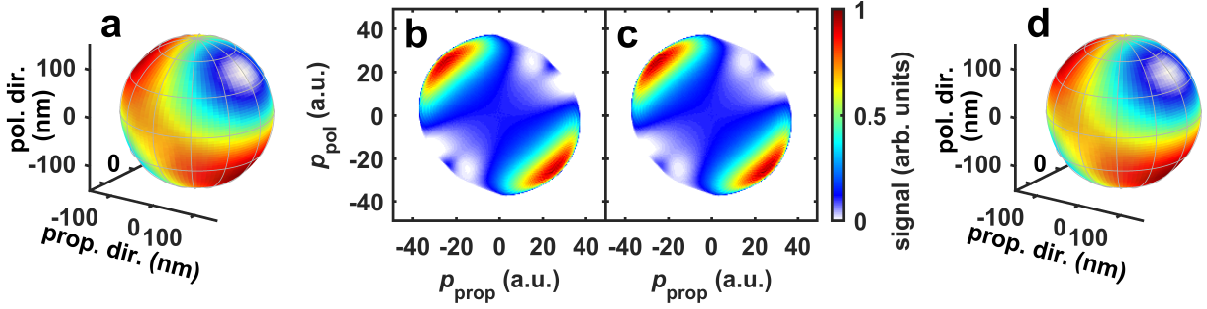 a
pol. dir.
(nm)
100
0
-100
0
-100
0
100
prop. dir. (nm)
b
c
p_pol (a.u.)
40
20
0
-20
-40
-40 -20 0 20 40
-40 -20 0 20 40
p_prop (a.u.)
p_prop (a.u.)
1
0.5
0
signal (arb. units)
d
pol. dir.
(nm)
100
0
-100
0
-100
0
100
prop. dir. (nm)